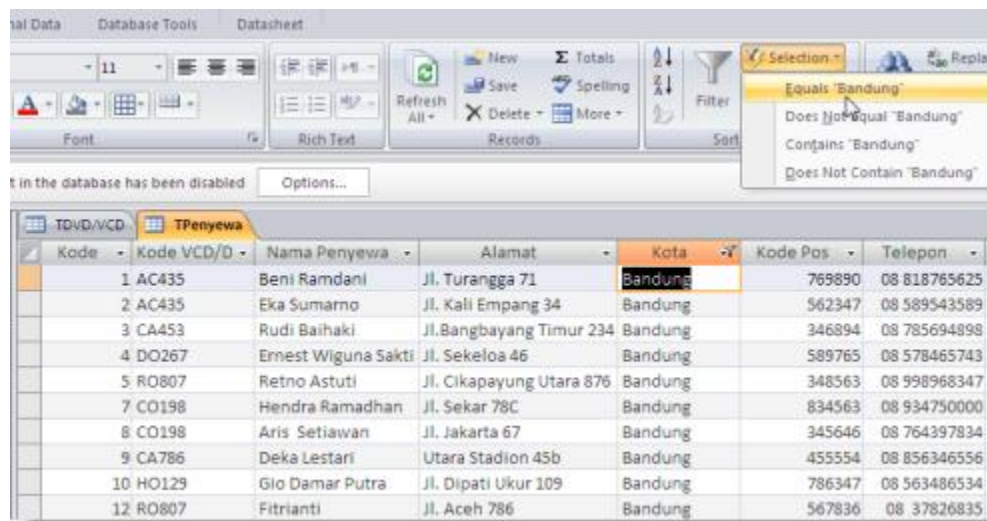 nal Data Database Tools Datasheet
11
New Σ Totals
Selection
Repla
Save Spelling
Refresh All
Delete More
Filter
Font Rich Text Records Sort
Equals "Bandung"
Does Not Equal "Bandung"
Contains "Bandung"
Does Not Contain "Bandung"
t in the database has been disabled Options...
TDVD/VCD TPenyewa
Kode Kode VCD/D Nama Penyewa Alamat Kota Kode Pos Telepon
1 AC435 Beni Ramdani Jl. Turangga 71 Bandung 769890 08 818765625
2 AC435 Eka Sumarno Jl. Kali Empang 34 Bandung 562347 08 589543589
3 CA453 Rudi Baihaki Jl.Bangbayang Timur 234 Bandung 346894 08 785694898
4 DO267 Ernest Wiguna Sakti Jl. Sekeloa 46 Bandung 589765 08 578465743
5 RO807 Retno Astuti Jl. Cikapayung Utara 876 Bandung 348563 08 998968347
7 CO198 Hendra Ramadhan Jl. Sekar 78C Bandung 834563 08 934750000
8 CO198 Aris Setiawan Jl. Jakarta 67 Bandung 345646 08 764397834
9 CA786 Deka Lestari Utara Stadion 45b Bandung 455554 08 856346556
10 HO129 Gio Damar Putra Jl. Dipati Ukur 109 Bandung 786347 08 563486534
12 RO807 Fitrianti Jl. Aceh 786 Bandung 567836 08 37826835